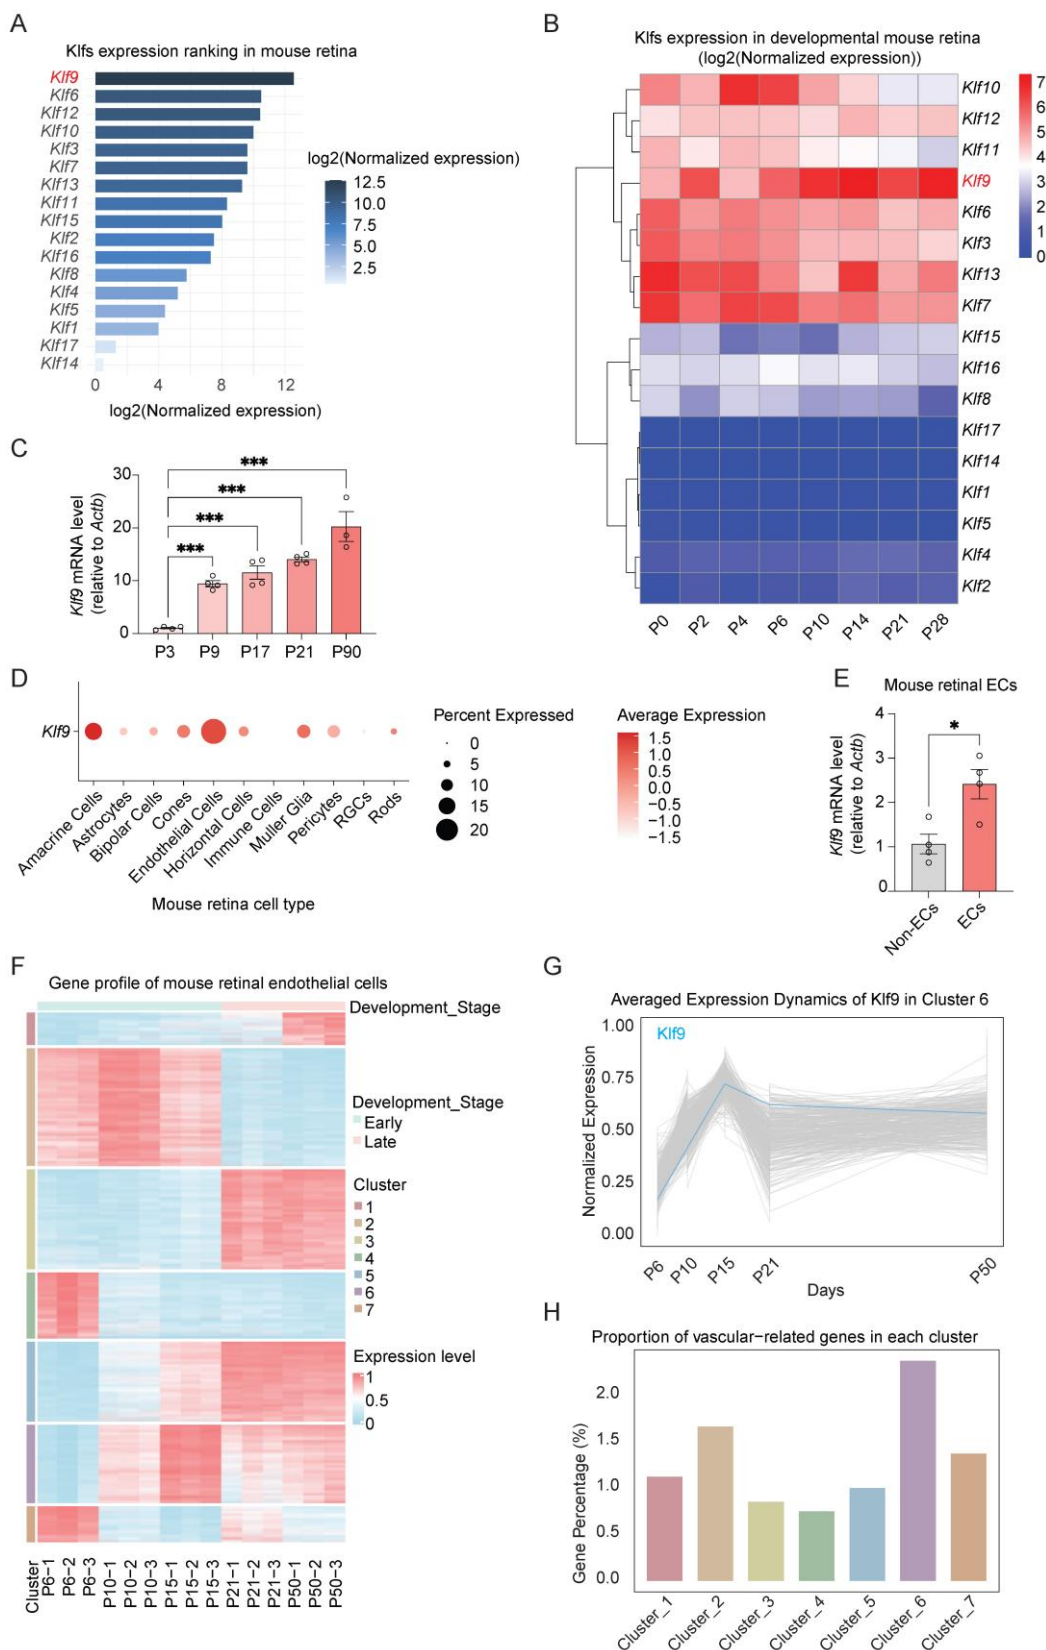 A
Klfs expression ranking in mouse retina
Klf9
Klf6
Klf12
Klf10
Klf3
Klf7
Klf13
Klf11
Klf15
Klf2
Klf16
Klf8
Klf4
Klf5
Klf1
Klf17
Klf14
0 4 8 12
log2(Normalized expression)
log2(Normalized expression)
12.5
10.0
7.5
5.0
2.5
B
Klfs expression in developmental mouse retina
(log2(Normalized expression))
Klf10
Klf12
Klf11
Klf9
Klf6
Klf3
Klf13
Klf7
Klf15
Klf16
Klf8
Klf17
Klf14
Klf1
Klf5
Klf4
Klf2
P0 P2 P4 P6 P10 P14 P21 P28
7
6
5
4
3
2
1
0
C
Klf9 mRNA level
(relative to Actb)
30
20
10
0
***
***
***
***
P3 P9 P17 P21 P90
D
Klf9
Amacrine Cells
Astrocytes
Bipolar Cells
Cones
Endothelial Cells
Horizontal Cells
Immune Cells
Muller Glia
Pericytes
RGCs
Rods
Mouse retina cell type
Percent Expressed
0
5
10
15
20
Average Expression
1.5
1.0
0.5
0.0
−0.5
−1.0
−1.5
E
Mouse retinal ECs
Klf9 mRNA level
(relative to Actb)
4
3
2
1
0
*
Non-ECs
ECs
F
Gene profile of mouse retinal endothelial cells
Development_Stage
Development_Stage
Early
Late
Cluster
1
2
3
4
5
6
7
Expression level
1
0.5
0
Cluster
P6-1
P6-2
P6-3
P10-1
P10-2
P10-3
P15-1
P15-2
P15-3
P21-1
P21-2
P21-3
P50-1
P50-2
P50-3
G
Averaged Expression Dynamics of Klf9 in Cluster 6
Klf9
Normalized Expression
1.00
0.75
0.50
0.25
0.00
P6 P10 P15 P21 P50
Days
H
Proportion of vascular−related genes in each cluster
Gene Percentage (%)
2.0
1.5
1.0
0.5
0.0
Cluster_1
Cluster_2
Cluster_3
Cluster_4
Cluster_5
Cluster_6
Cluster_7